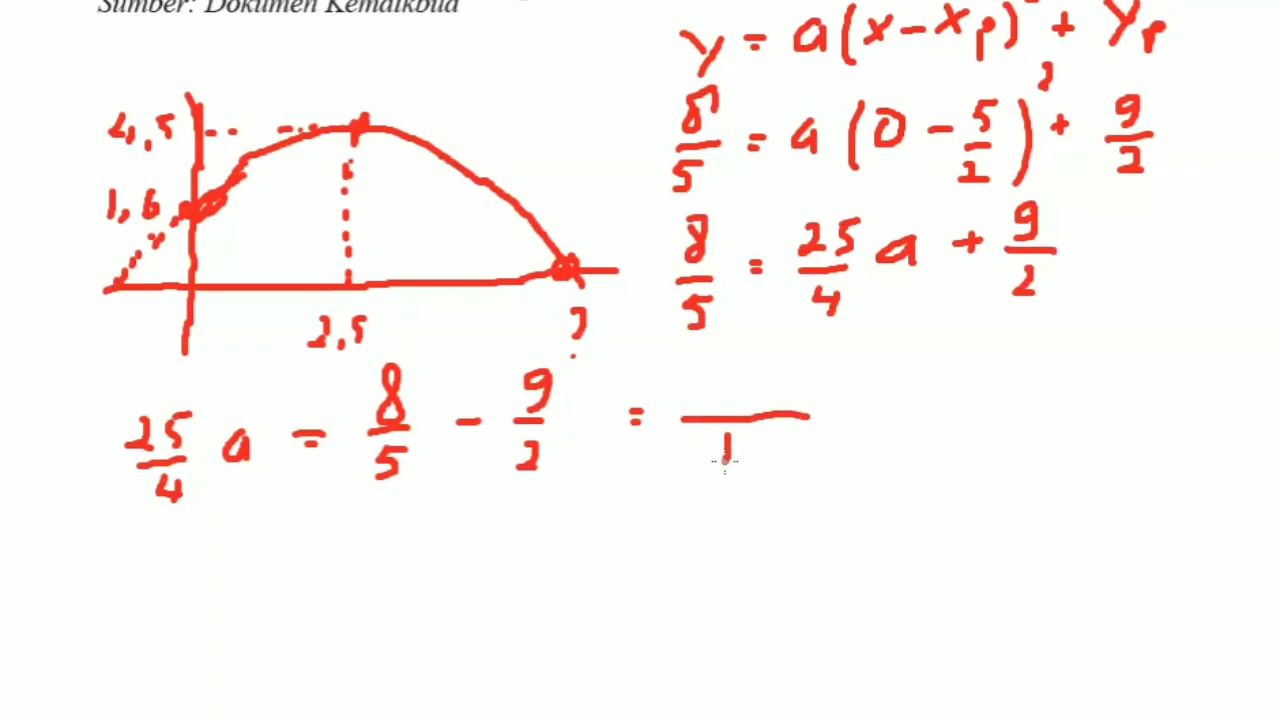 Sumber: Dokumen Kemdikbud
y = a(x - xp)² + yp
8/5 = a(0 - 5/2)² + 9/2
8/5 = 25/4 a + 9/2
4,5
1,6
2,5
?
25/4 a = 8/5 - 9/2 = /1